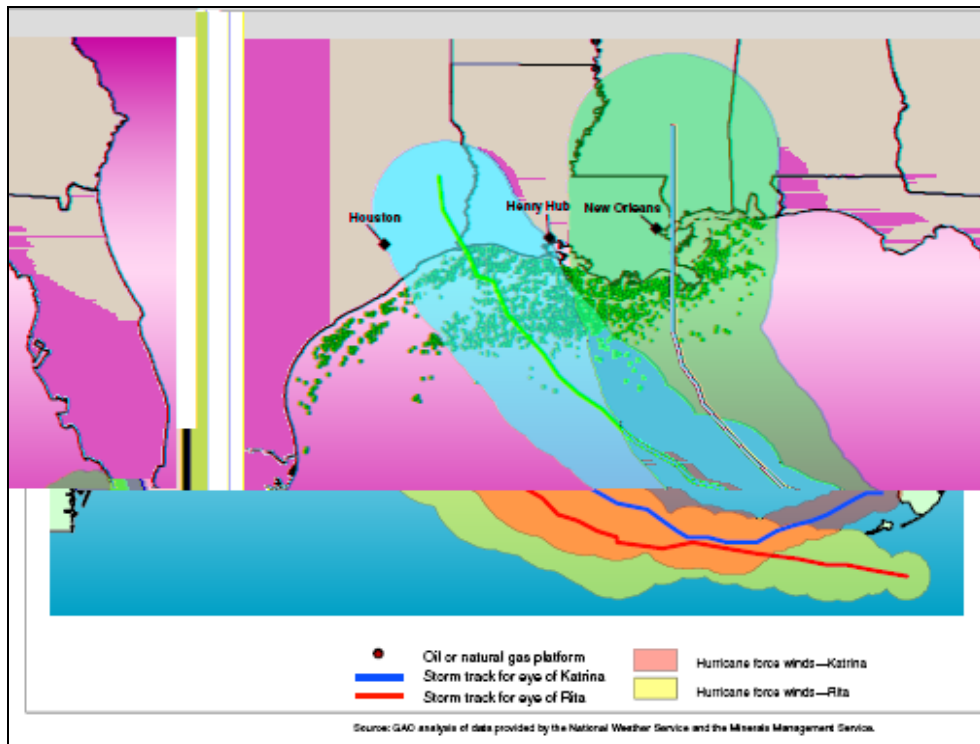 Houston
Henry Hub
New Orleans
Oil or natural gas platform
Storm track for eye of Katrina
Storm track for eye of Rita
Hurricane force winds—Katrina
Hurricane force winds—Rita
Source: GAO analysis of data provided by the National Weather Service and the Minerals Management Service.